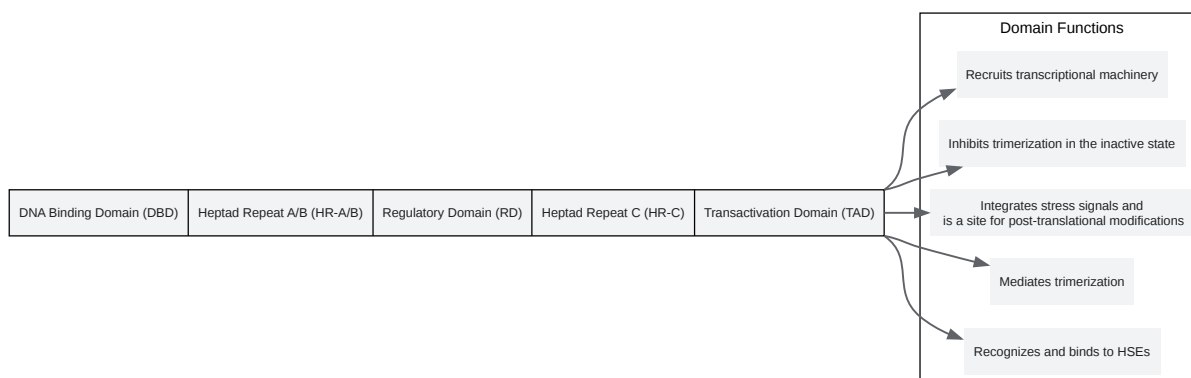 Domain Functions
Recruits transcriptional machinery
Inhibits trimerization in the inactive state
DNA Binding Domain (DBD)
Heptad Repeat A/B (HR-A/B)
Regulatory Domain (RD)
Heptad Repeat C (HR-C)
Transactivation Domain (TAD)
Integrates stress signals and
is a site for post-translational modifications
Mediates trimerization
Recognizes and binds to HSEs